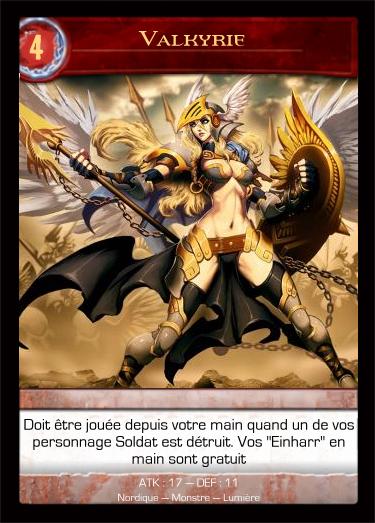 4
VALKYRIE
Doit être jouée depuis votre main quand un de vos
personnage Soldat est détruit. Vos "Einharr" en
main sont gratuit
ATK : 17 — DEF : 11
Nordique — Monstre — Lumière